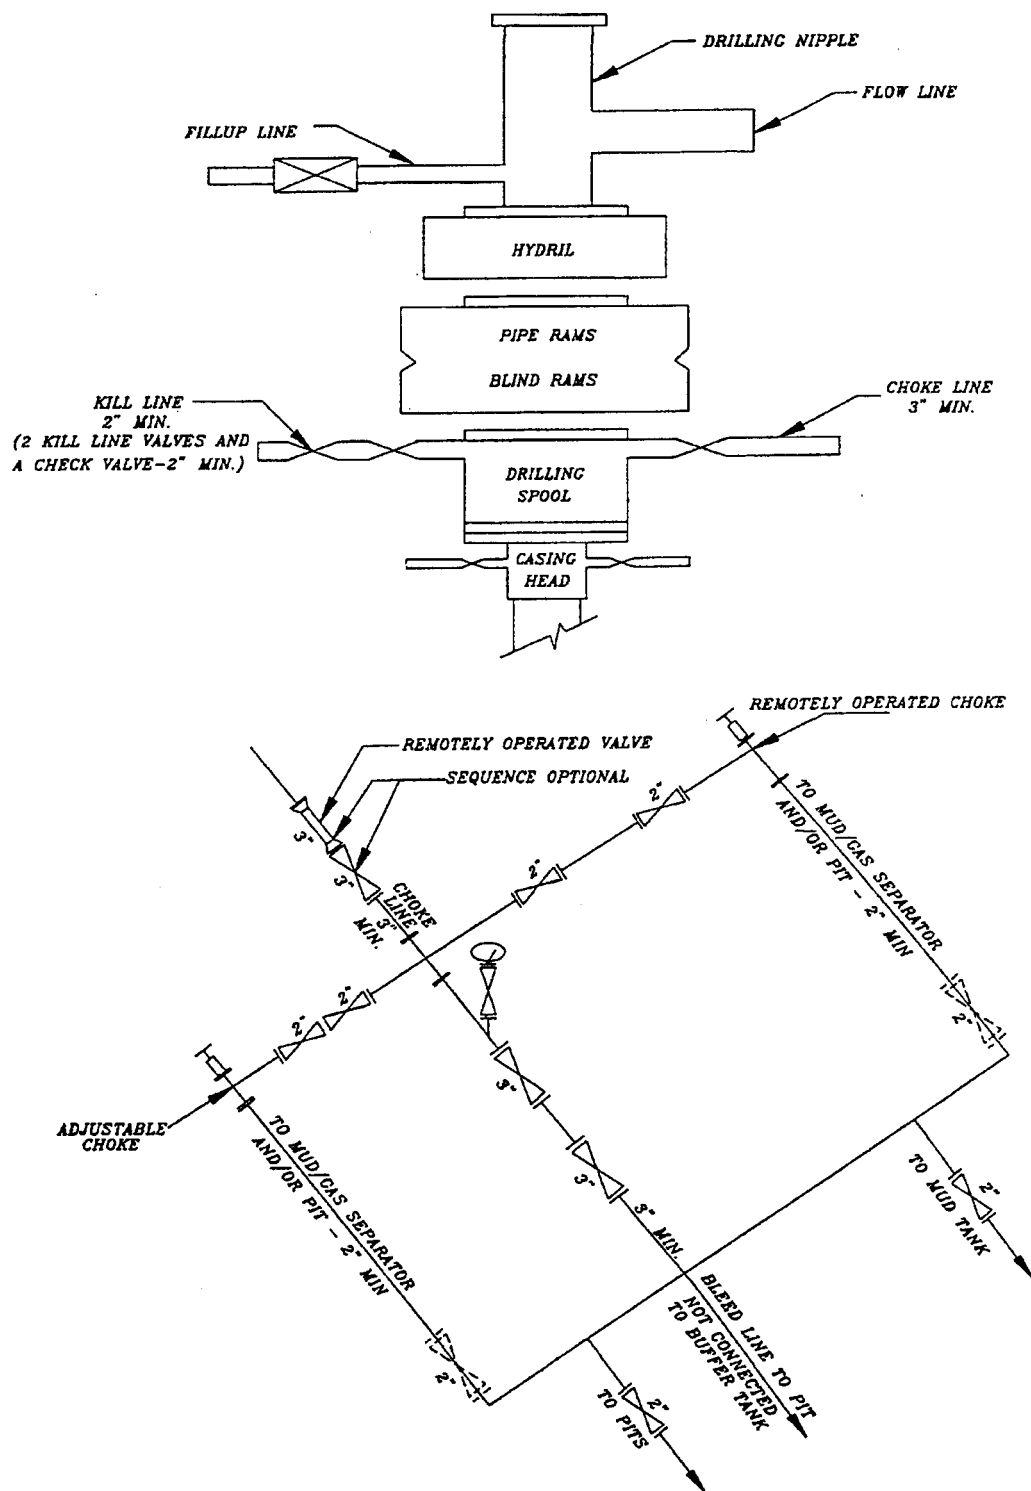 DRILLING NIPPLE
FLOW LINE
FILLUP LINE
HYDRIL
PIPE RAMS
BLIND RAMS
KILL LINE
2" MIN.
(2 KILL LINE VALVES AND
A CHECK VALVE-2" MIN.)
CHOKE LINE
3" MIN.
DRILLING
SPOOL
CASING
HEAD
REMOTELY OPERATED CHOKE
REMOTELY OPERATED VALVE
SEQUENCE OPTIONAL
3"
3"
CHOKE
LINE
3"
MIN.
2"
2"
TO MUD/GAS SEPARATOR
AND/OR PIT - 2" MIN
2"
2"
2"
ADJUSTABLE
CHOKE
TO MUD/GAS SEPARATOR
AND/OR PIT - 2" MIN
2"
3"
3"
3" MIN.
BLEED LINE TO PIT
NOT CONNECTED
TO BUFFER TANK
2"
TO MUD TANK
2"
TO PITS